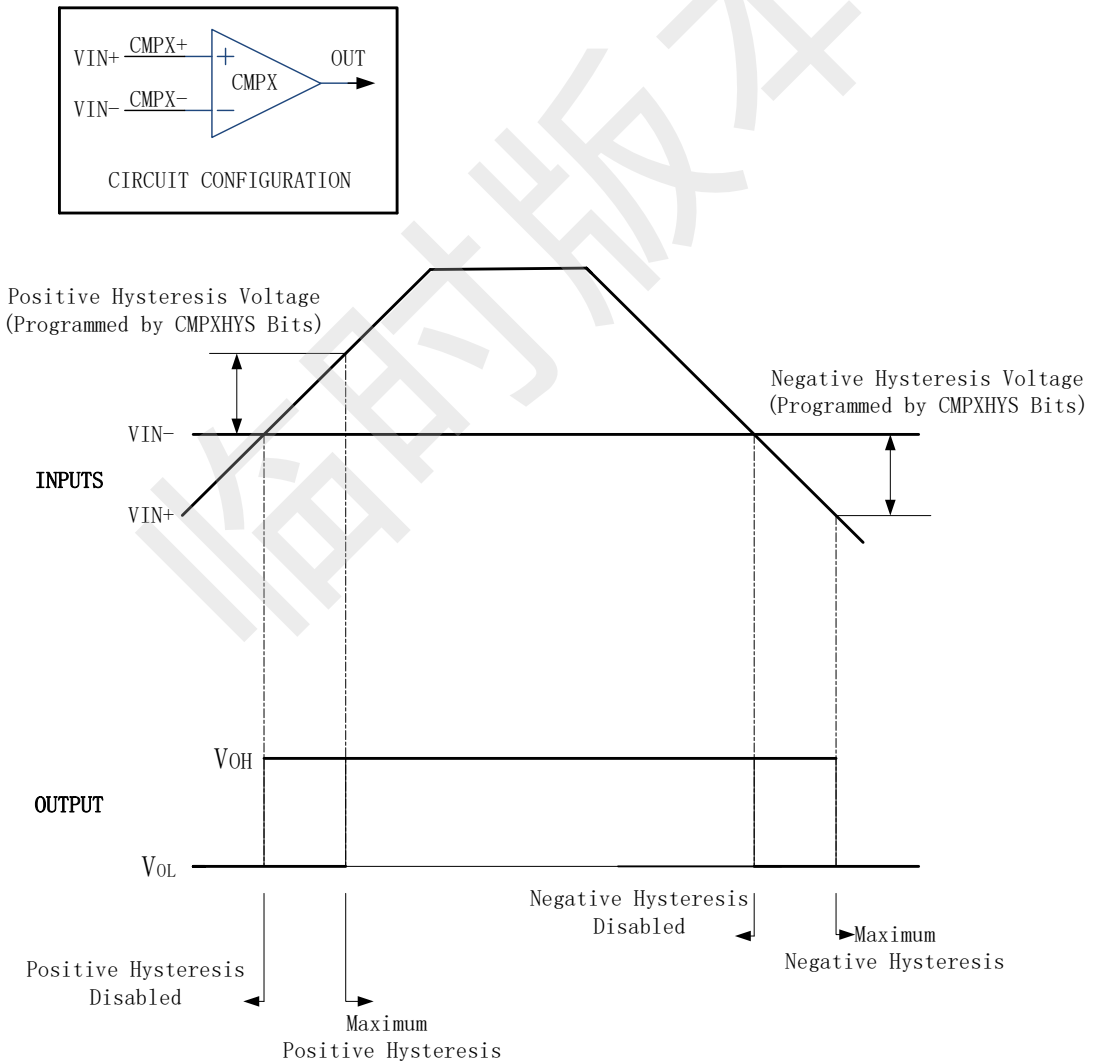 VIN+ CMPX+
+
OUT
CMPX
VIN- CMPX-
-
CIRCUIT CONFIGURATION
Positive Hysteresis Voltage
(Programmed by CMPXHYS Bits)
Negative Hysteresis Voltage
(Programmed by CMPXHYS Bits)
VIN-
INPUTS
VIN+
VOH
OUTPUT
VOL
Negative Hysteresis
Disabled
Maximum
Negative Hysteresis
Positive Hysteresis
Disabled
Maximum
Positive Hysteresis
临时版本